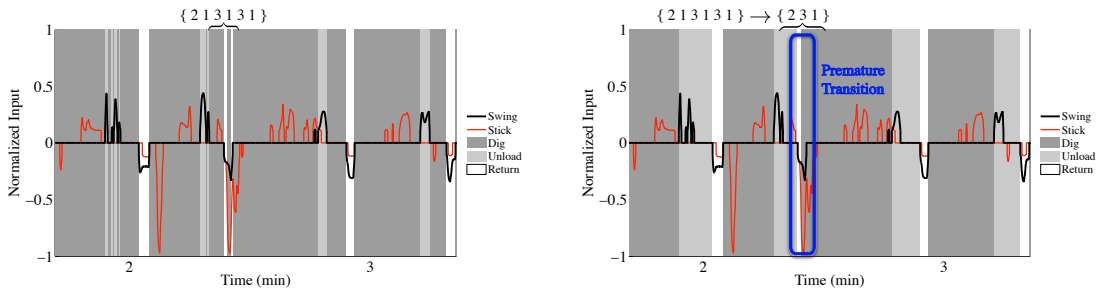 { 2 1 3 1 3 1 }
1
0.5
0
−0.5
−1
Normalized Input
2
3
Time (min)
Swing
Stick
Dig
Unload
Return
{ 2 1 3 1 3 1 } → { 2 3 1 }
Premature
Transition
1
0.5
0
−0.5
−1
Normalized Input
2
3
Time (min)
Swing
Stick
Dig
Unload
Return